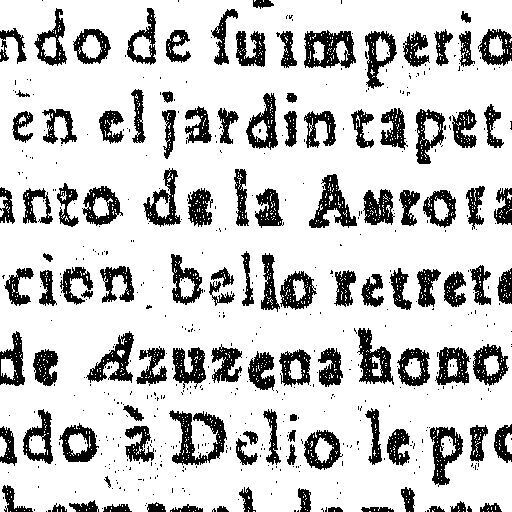 ndo de ſu imperio
en el jardin tapet
anto de la Aurora
cion bello retrete
de Azuzena hono
ndo à Delio le pro